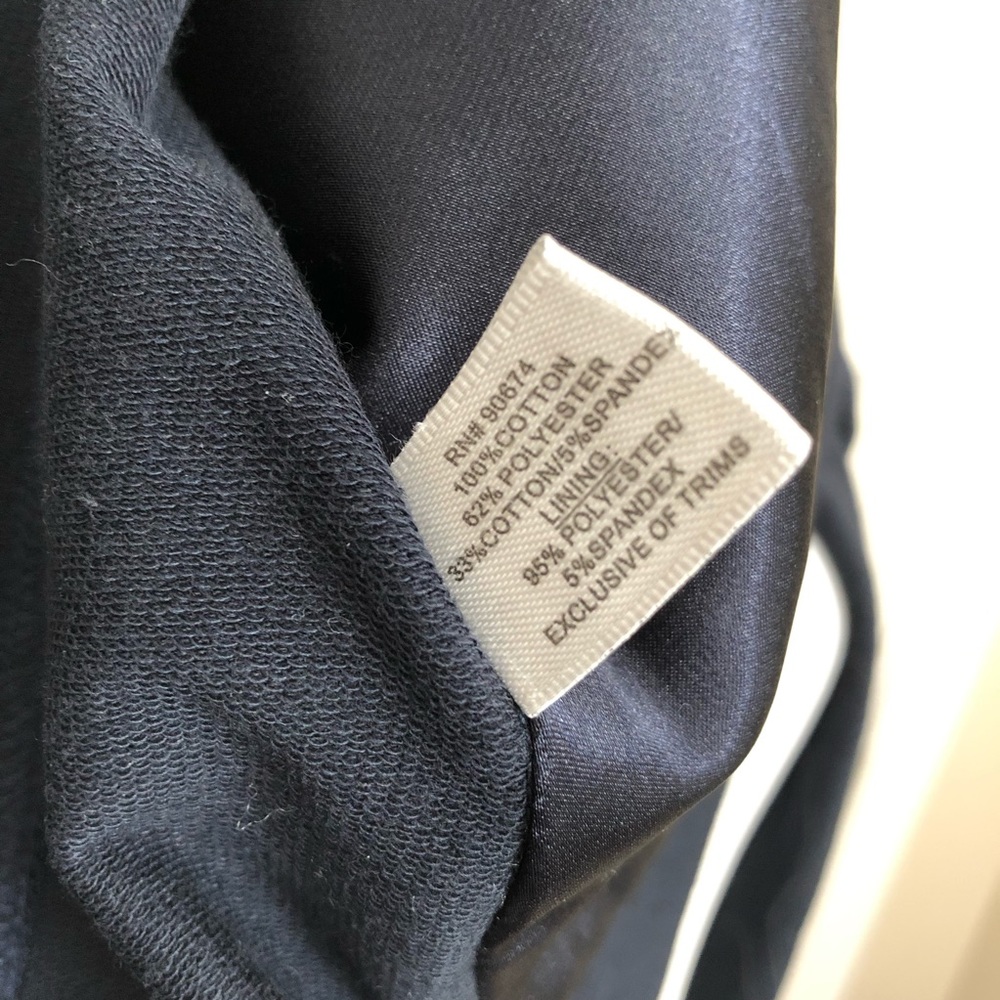 RN# 90674
100%COTTON
62% POLYESTER
33%COTTON/5%SPANDEX
LINING:
95% POLYESTER/
5%SPANDEX
EXCLUSIVE OF TRIMS